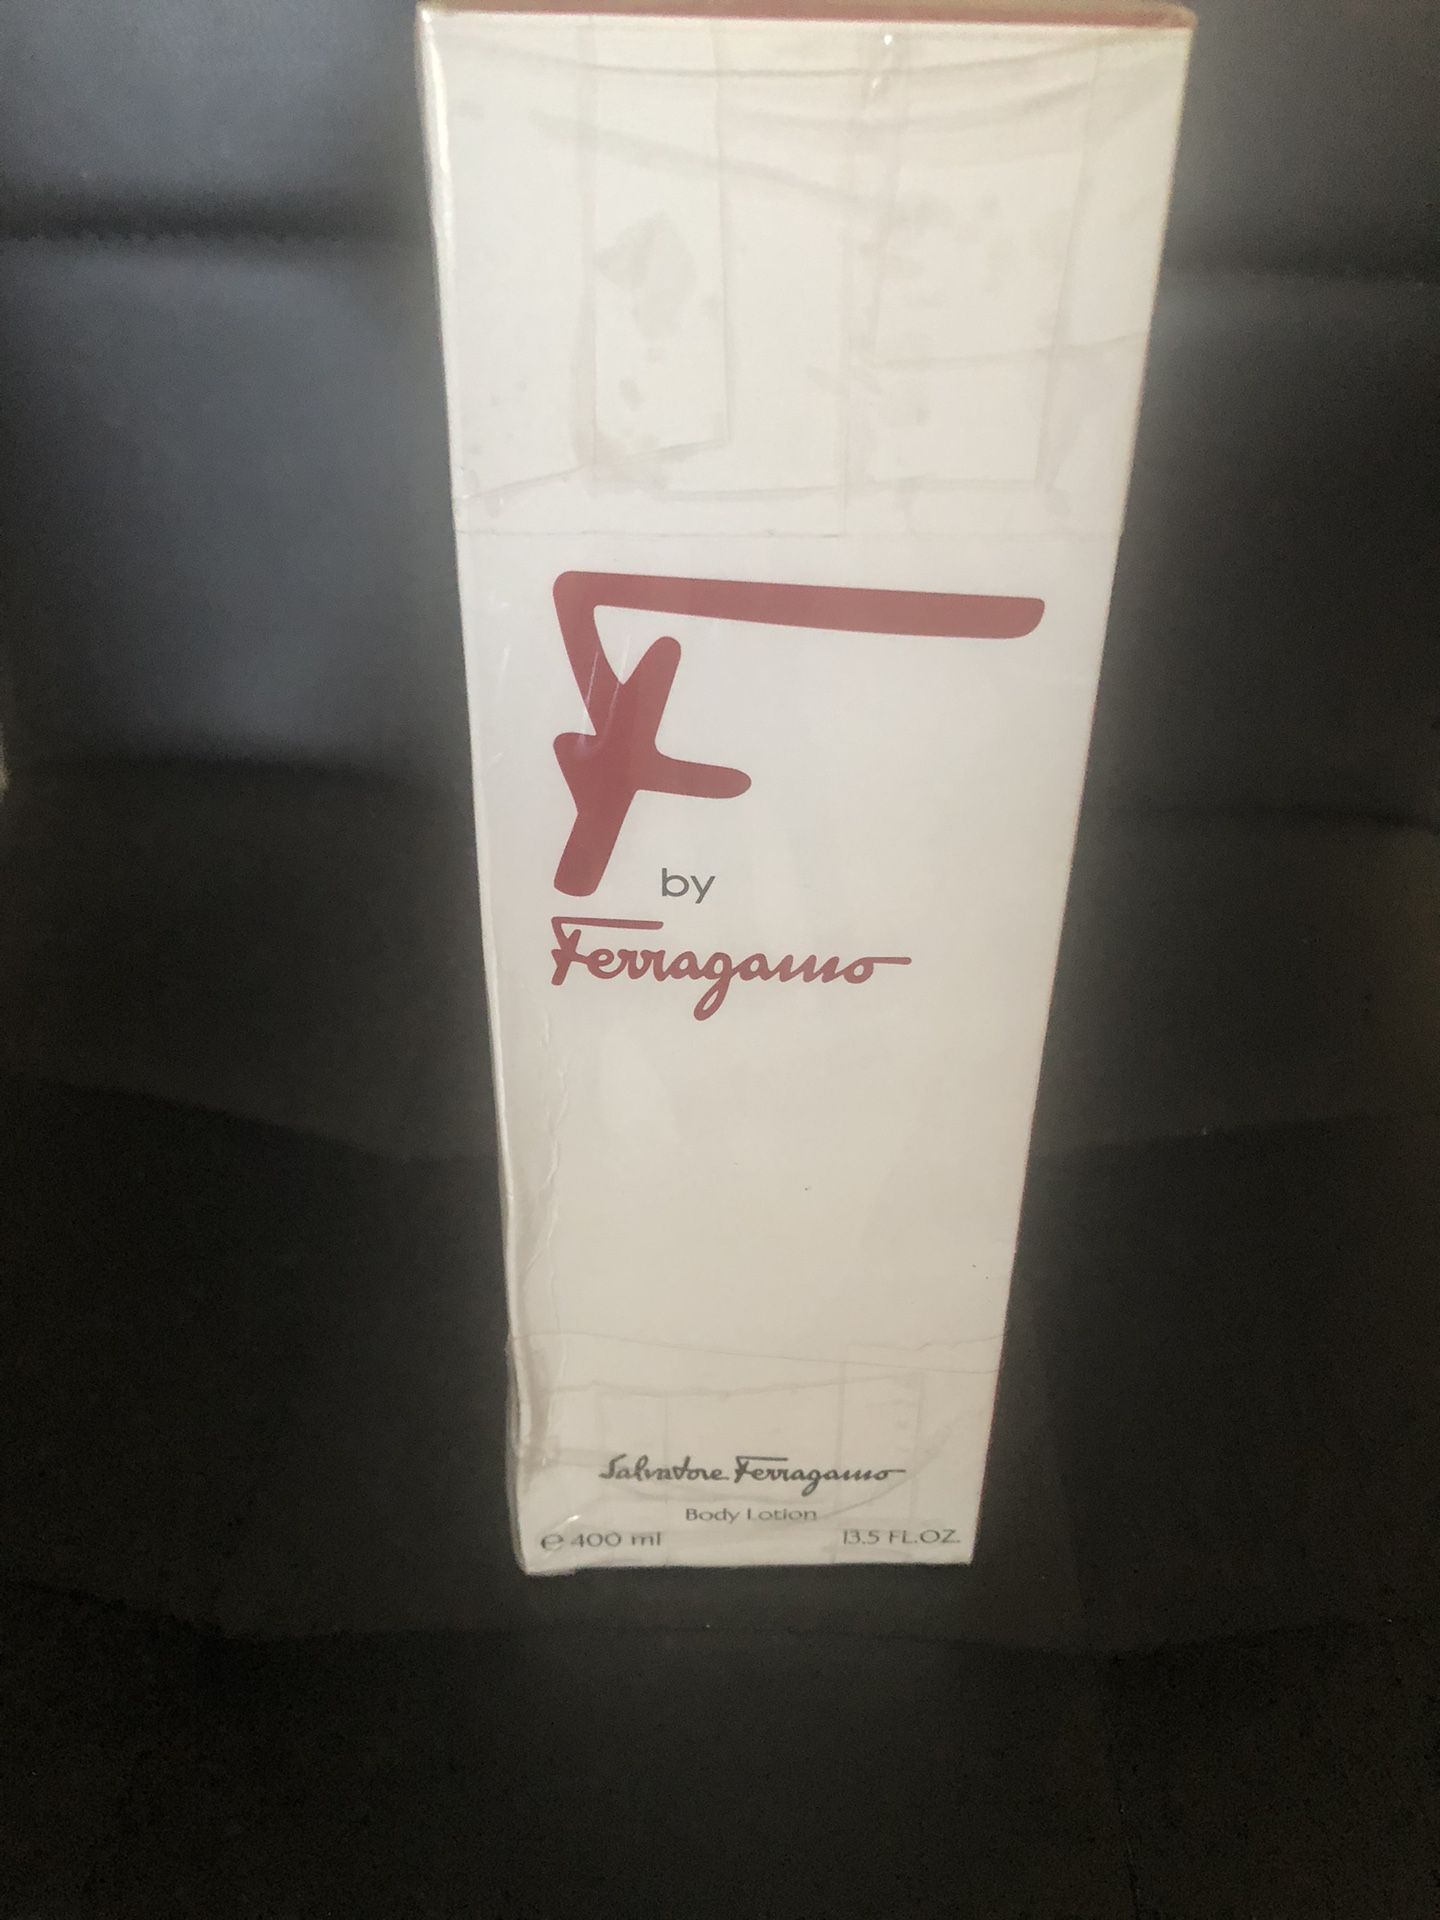 F
by
Ferragamo
Salvatore Ferragamo
Body Lotion
℮ 400 ml 13.5 FL.OZ.